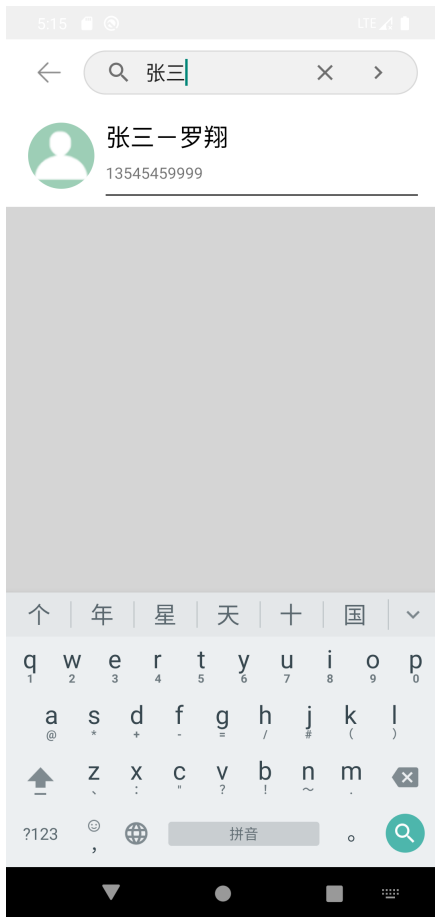 5:15 LTE
张三
张三－罗翔
13545459999
个 年 星 天 十 国
q w e r t y u i o p
1 2 3 4 5 6 7 8 9 0
a s d f g h j k l
@ * + - = / # ( )
z x c v b n m
、 : " ? ! ～ .
?123 , 拼音 。